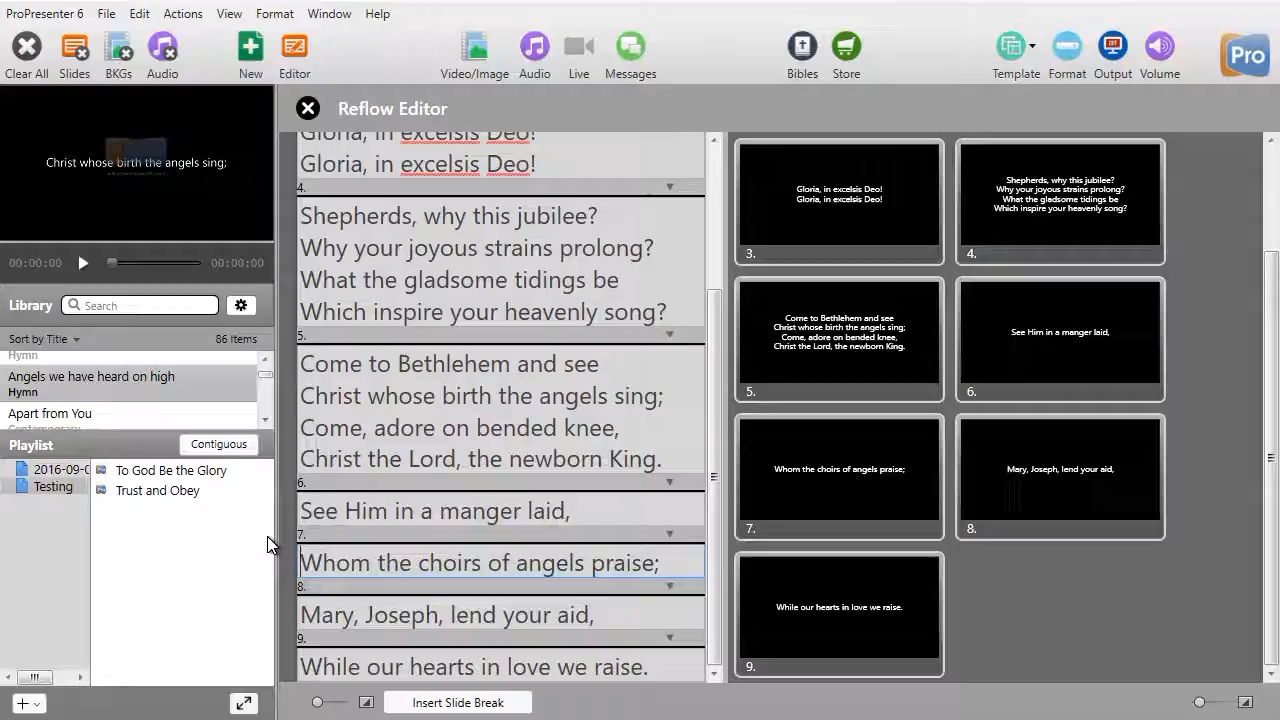 ProPresenter 6 File Edit Actions View Format Window Help
Clear All Slides BKGs Audio New Editor Video/Image Audio Live Messages Bibles Store Template Format Output Volume Pro
OFF
Reflow Editor
Christ whose birth the angels sing;
00:00:00 00:00:00
Library Search
Sort by Title 86 Items
Hymn
Angels we have heard on high
Hymn
Apart from You
Contemporary
Playlist Contiguous
2016-09-0
Testing
To God Be the Glory
Trust and Obey
Gloria, in excelsis Deo!
Gloria, in excelsis Deo!
4.
Shepherds, why this jubilee?
Why your joyous strains prolong?
What the gladsome tidings be
Which inspire your heavenly song?
5.
Come to Bethlehem and see
Christ whose birth the angels sing;
Come, adore on bended knee,
Christ the Lord, the newborn King.
6.
See Him in a manger laid,
7.
Whom the choirs of angels praise;
8.
Mary, Joseph, lend your aid,
9.
While our hearts in love we raise.
Insert Slide Break
Gloria, in excelsis Deo!
Gloria, in excelsis Deo!
3.
Shepherds, why this jubilee?
Why your joyous strains prolong?
What the gladsome tidings be
Which inspire your heavenly song?
4.
Come to Bethlehem and see
Christ whose birth the angels sing;
Come, adore on bended knee,
Christ the Lord, the newborn King.
5.
See Him in a manger laid,
6.
Whom the choirs of angels praise;
7.
Mary, Joseph, lend your aid,
8.
While our hearts in love we raise.
9.